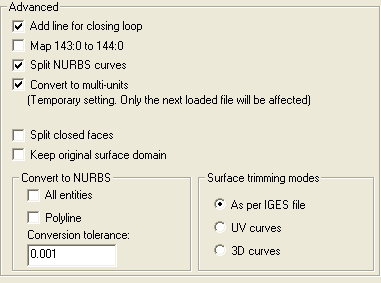 Advanced
Add line for closing loop
Map 143:0 to 144:0
Split NURBS curves
Convert to multi-units
(Temporary setting. Only the next loaded file will be affected)
Split closed faces
Keep original surface domain
Convert to NURBS
All entities
Polyline
Conversion tolerance:
0.001
Surface trimming modes
As per IGES file
UV curves
3D curves